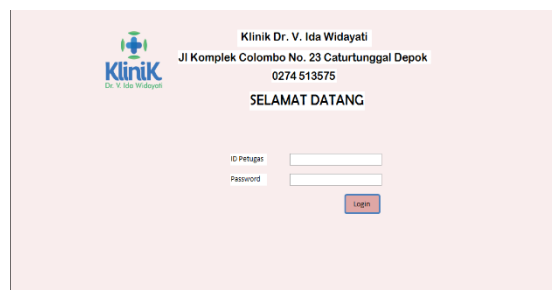 Klinik Dr. V. Ida Widayati
Jl Komplek Colombo No. 23 Caturtunggal Depok
0274 513575
SELAMAT DATANG
KliniK
Dr. V. Ida Widayati
ID Petugas
Password
Login